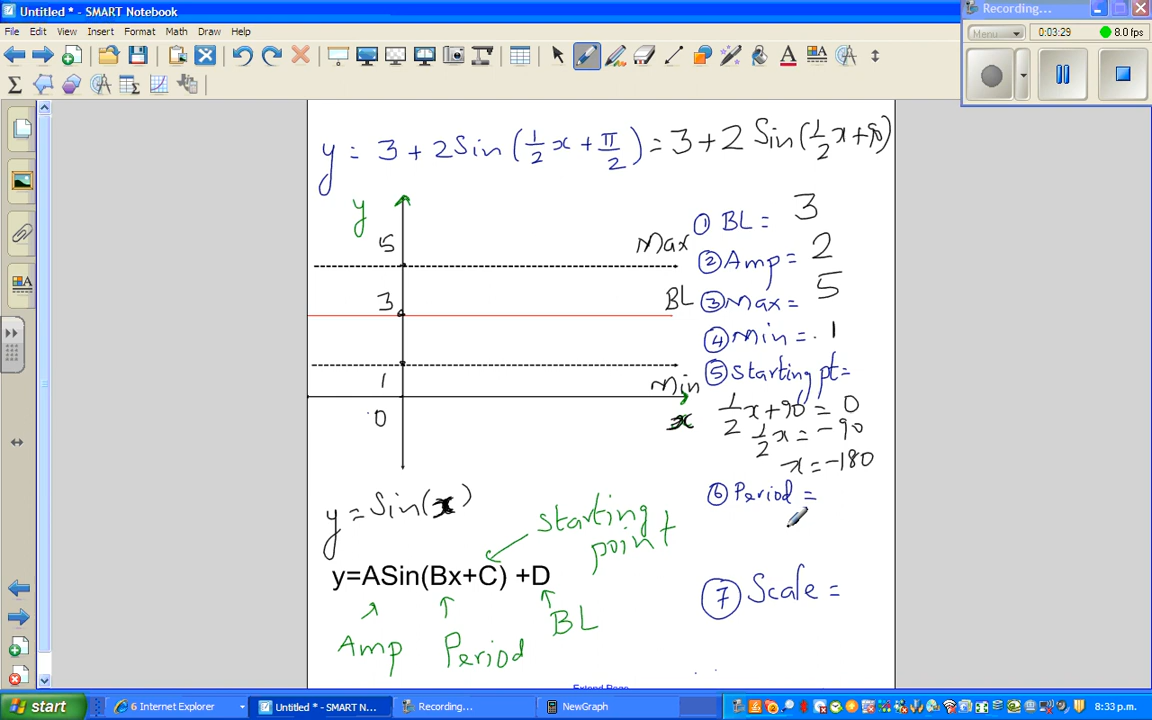 Untitled * - SMART Notebook
Recording...
File Edit View Insert Format Math Draw Help
Menu
0:03:29
8.0 fps
y = 3 + 2Sin(½x + π/2) = 3 + 2 Sin(½x + 90)
y
5
Max
3
BL
1
Min
0
x
① BL = 3
② Amp = 2
③ Max = 5
④ Min = 1
⑤ Starting pt =
½x + 90 = 0
½x = -90
x = -180
⑥ Period =
⑦ Scale =
y = Sin(x)
Starting point
y=ASin(Bx+C) +D
Amp
Period
BL
Extend Page
start
6 Internet Explorer
Untitled * - SMART N...
Recording...
NewGraph
8:33 p.m.